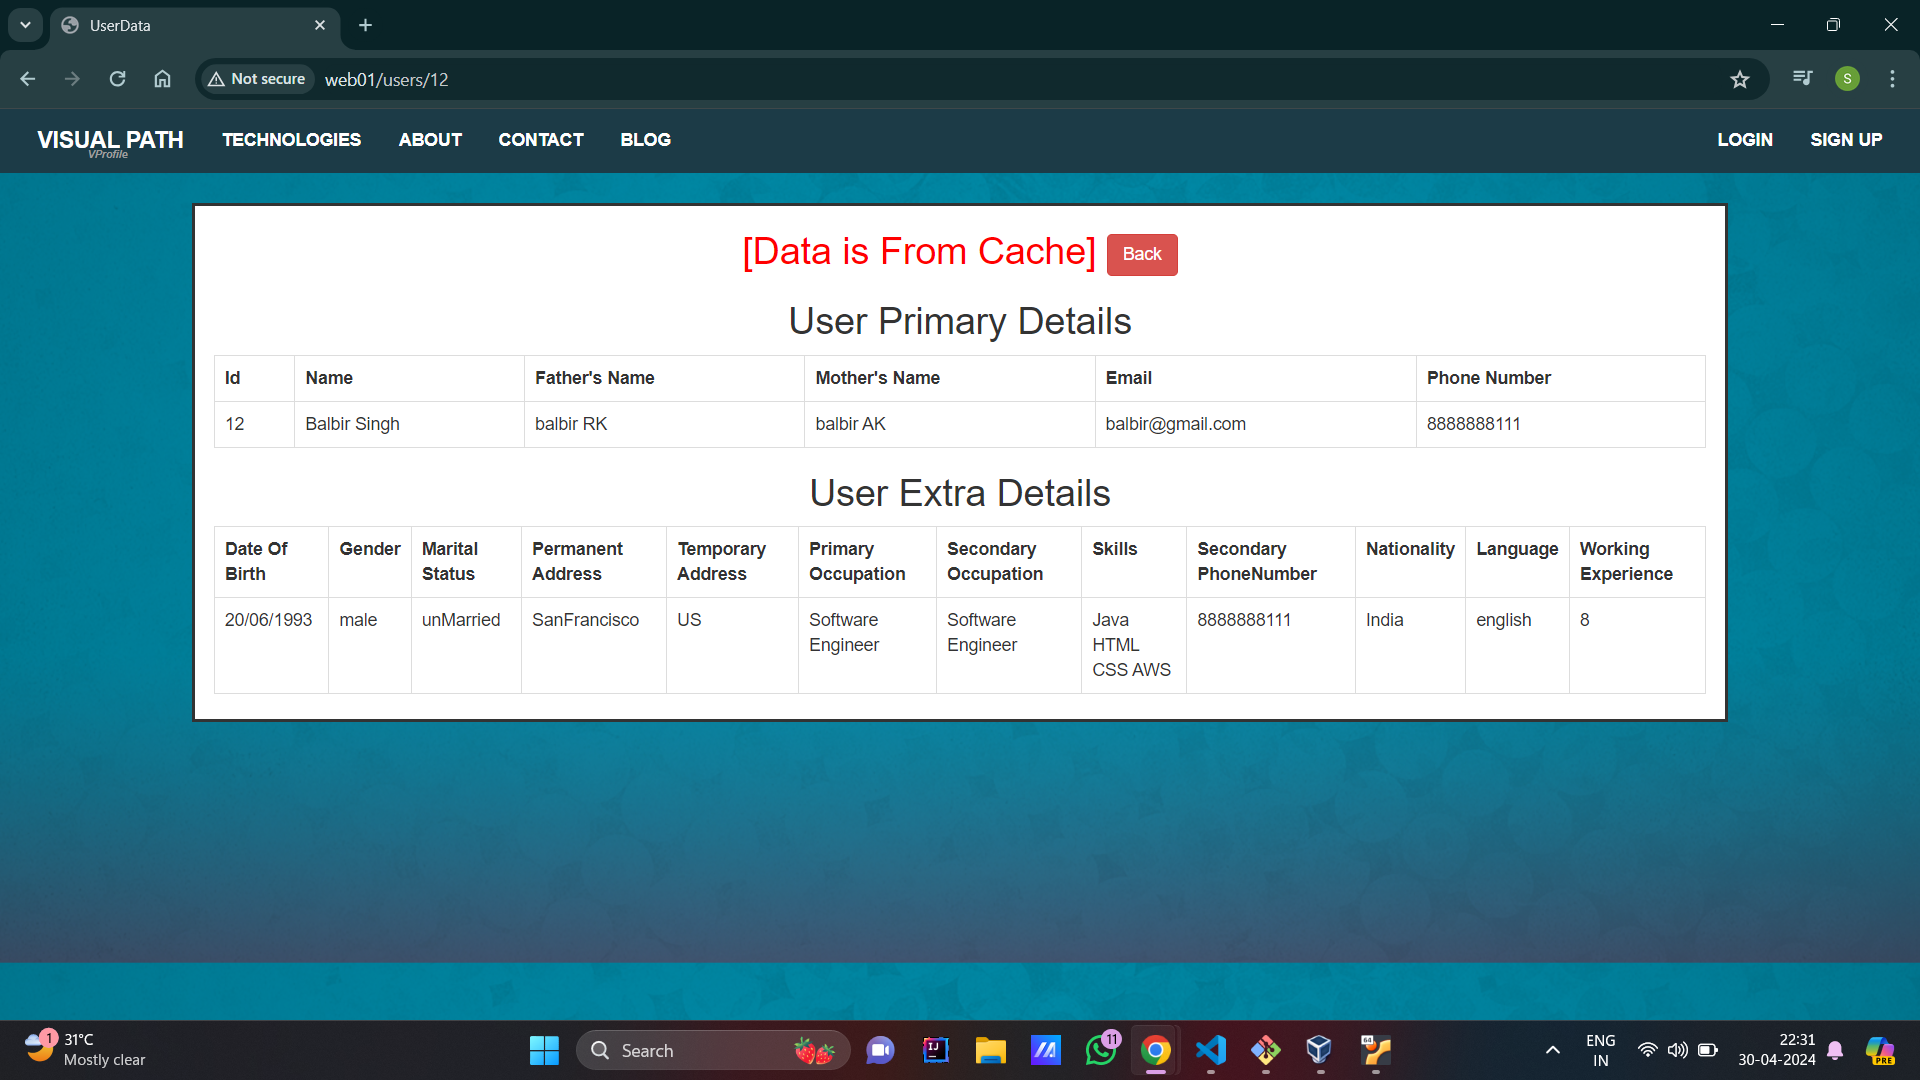 UserData
Not secure
web01/users/12
S
VISUAL PATH
VProfile
TECHNOLOGIES
ABOUT
CONTACT
BLOG
LOGIN
SIGN UP
[Data is From Cache] Back
User Primary Details
Id Name Father's Name Mother's Name Email Phone Number
12 Balbir Singh balbir RK balbir AK balbir@gmail.com 8888888111
User Extra Details
Date Of Birth Gender Marital Status Permanent Address Temporary Address Primary Occupation Secondary Occupation Skills Secondary PhoneNumber Nationality Language Working Experience
20/06/1993 male unMarried SanFrancisco US Software Engineer Software Engineer Java HTML CSS AWS 8888888111 India english 8
1
31°C
Mostly clear
Search
IJ
11
64
ENG
IN
22:31
30-04-2024
PRE